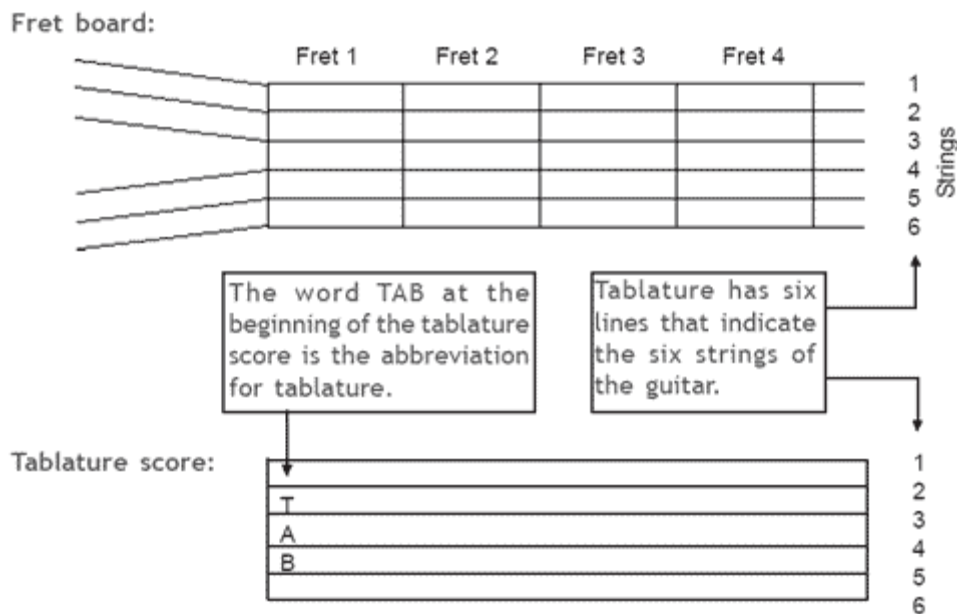 Fret board:
Fret 1 Fret 2 Fret 3 Fret 4
1
2
3
4
5
6
Strings
The word TAB at the
beginning of the tablature
score is the abbreviation
for tablature.
Tablature has six
lines that indicate
the six strings of
the guitar.
Tablature score:
T
A
B
1
2
3
4
5
6